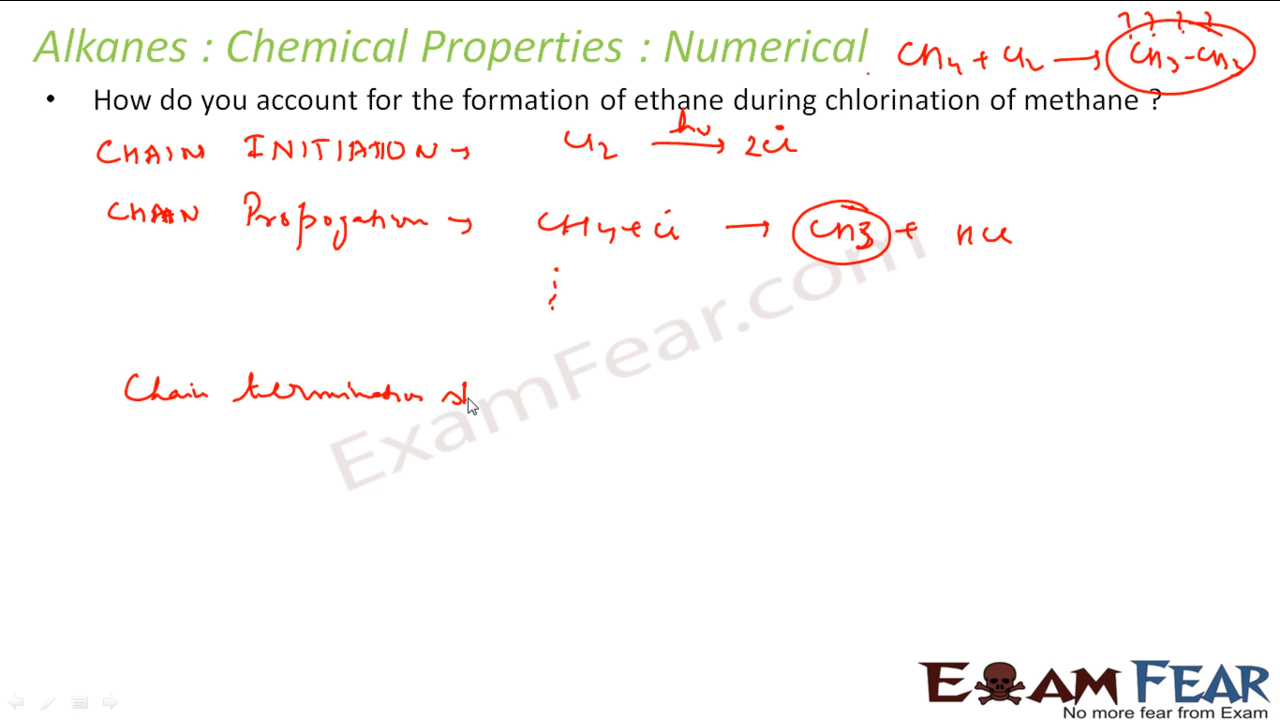 Alkanes : Chemical Properties : Numerical
CH4 + Cl2 → CH3-CH3
? ? ? ?
• How do you account for the formation of ethane during chlorination of methane ?
CHAIN INITIATION → Cl2 hν → 2Cl̇
CHAIN Propogation → CH4 + Cl̇ → CH3 + HCl
Chain termination st
ExamFear.com
EXAM FEAR
No more fear from Exam